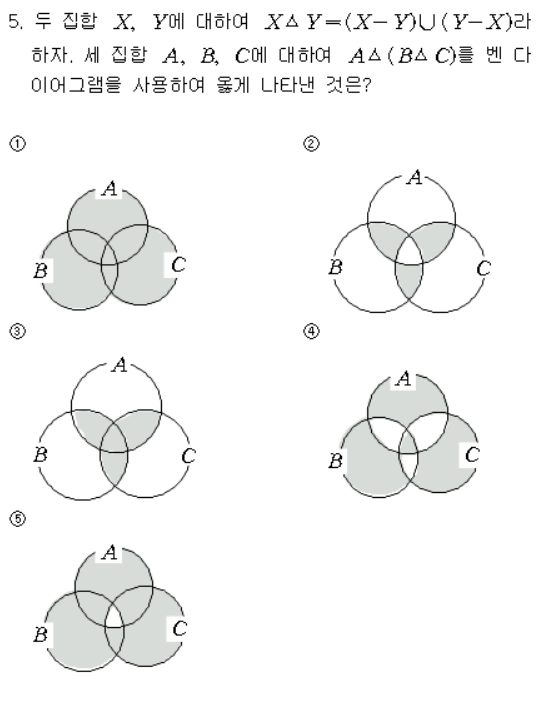 5. 두 집합 X, Y에 대하여 X△Y=(X-Y)∪(Y-X)라
하자. 세 집합 A, B, C에 대하여 A△(B△C)를 벤 다
이어그램을 사용하여 옳게 나타낸 것은?
① ②
A A
B C B C
③ ④
A A
B C B C
⑤
A
B C